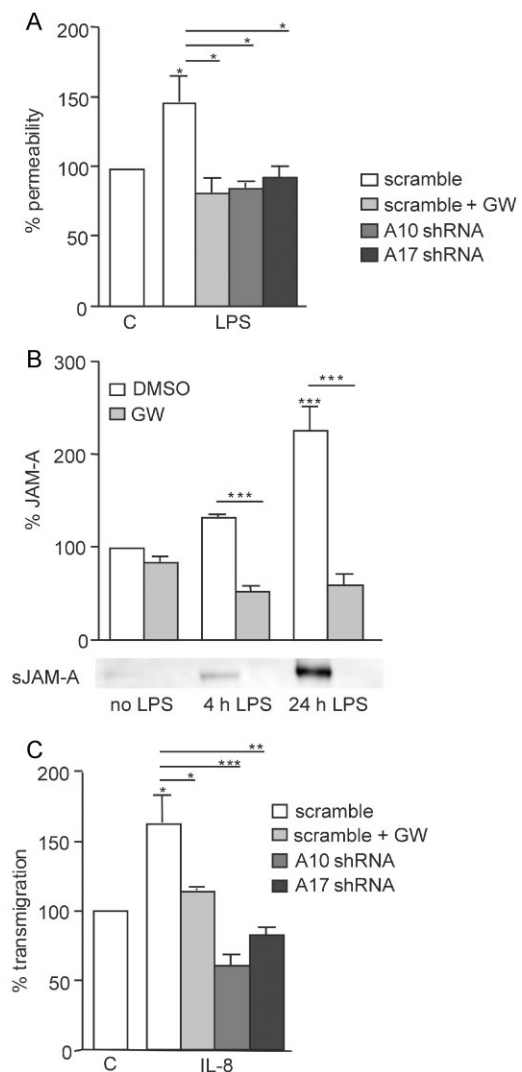 A
200
150
100
50
0
% permeability
*
*
*
*
C
LPS
scramble
scramble + GW
A10 shRNA
A17 shRNA
B
300
200
100
0
% JAM-A
DMSO
GW
***
***
***
sJAM-A
no LPS
4 h LPS
24 h LPS
C
200
150
100
50
0
% transmigration
**
***
*
*
C
IL-8
scramble
scramble + GW
A10 shRNA
A17 shRNA